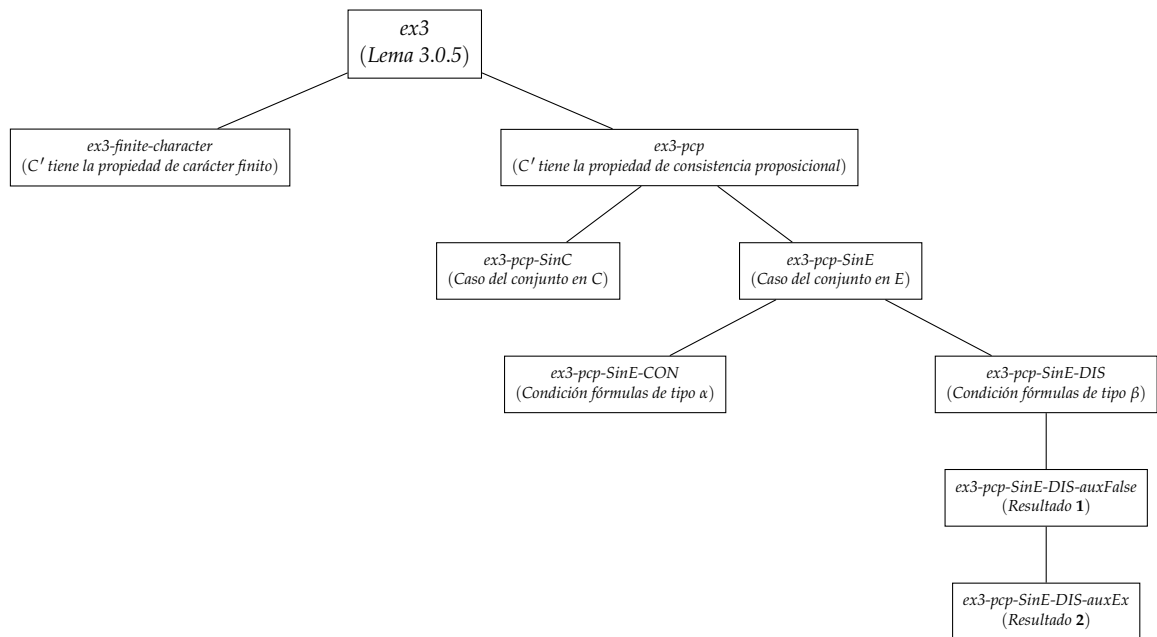 ex3
(Lema 3.0.5)
ex3-finite-character
(C′ tiene la propiedad de carácter finito)
ex3-pcp
(C′ tiene la propiedad de consistencia proposicional)
ex3-pcp-SinC
(Caso del conjunto en C)
ex3-pcp-SinE
(Caso del conjunto en E)
ex3-pcp-SinE-CON
(Condición fórmulas de tipo α)
ex3-pcp-SinE-DIS
(Condición fórmulas de tipo β)
ex3-pcp-SinE-DIS-auxFalse
(Resultado 1)
ex3-pcp-SinE-DIS-auxEx
(Resultado 2)